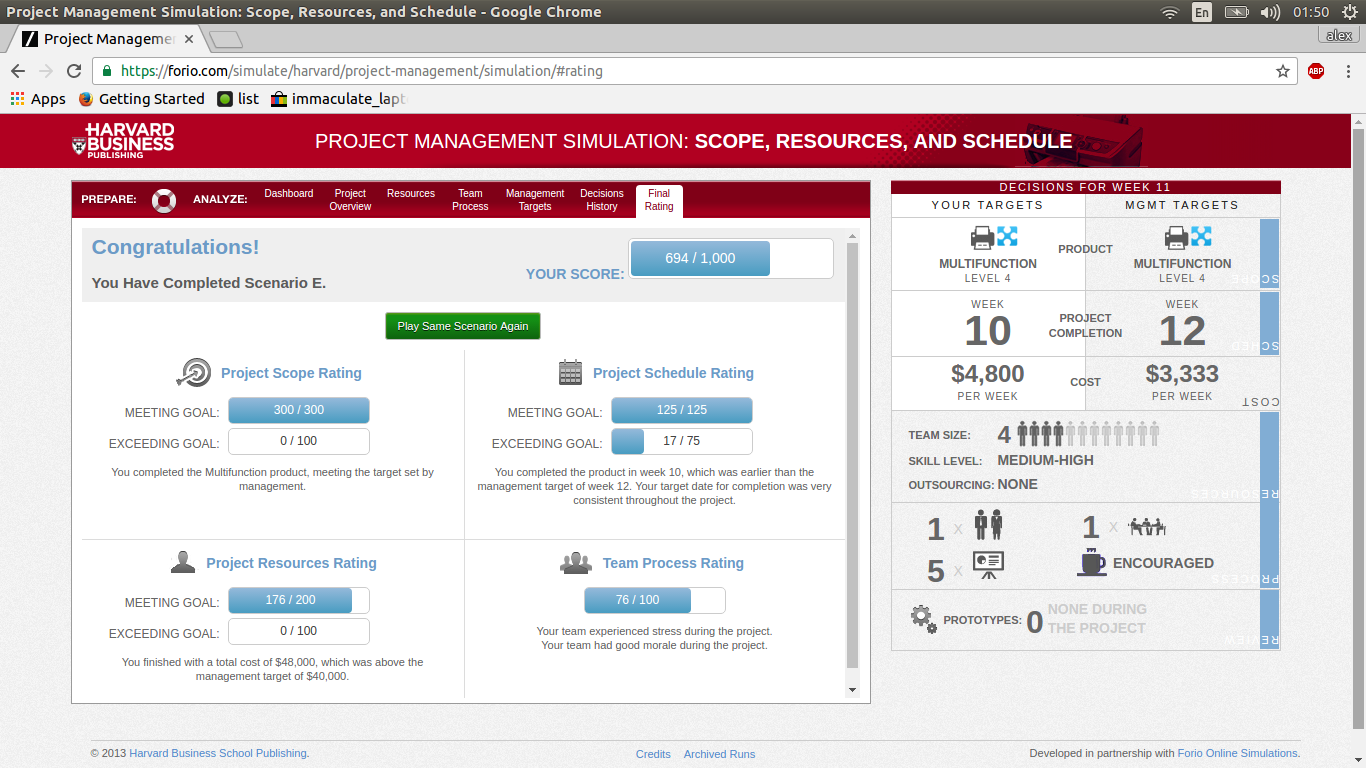 Project Management Simulation: Scope, Resources, and Schedule - Google Chrome
En
01:50
Project Manageme
alex
https://forio.com/simulate/harvard/project-management/simulation/#rating
ABP
Apps
Getting Started
list
immaculate_lapt
HARVARD
BUSINESS
PUBLISHING
PROJECT MANAGEMENT SIMULATION: SCOPE, RESOURCES, AND SCHEDULE
PREPARE:
ANALYZE:
Dashboard
Project
Overview
Resources
Team
Process
Management
Targets
Decisions
History
Final
Rating
Congratulations!
You Have Completed Scenario E.
YOUR SCORE:
694 / 1,000
Play Same Scenario Again
Project Scope Rating
MEETING GOAL:
300 / 300
EXCEEDING GOAL:
0 / 100
You completed the Multifunction product, meeting the target set by
management.
Project Schedule Rating
MEETING GOAL:
125 / 125
EXCEEDING GOAL:
17 / 75
You completed the product in week 10, which was earlier than the
management target of week 12. Your target date for completion was very
consistent throughout the project.
Project Resources Rating
MEETING GOAL:
176 / 200
EXCEEDING GOAL:
0 / 100
You finished with a total cost of $48,000, which was above the
management target of $40,000.
Team Process Rating
76 / 100
Your team experienced stress during the project.
Your team had good morale during the project.
DECISIONS FOR WEEK 11
YOUR TARGETS
MGMT TARGETS
MULTIFUNCTION
LEVEL 4
PRODUCT
MULTIFUNCTION
LEVEL 4
SCOPE
WEEK
10
PROJECT
COMPLETION
WEEK
12
SCHED
$4,800
PER WEEK
COST
$3,333
PER WEEK
COST
TEAM SIZE:
4
SKILL LEVEL:
MEDIUM-HIGH
OUTSOURCING:
NONE
RESOURCES
1 x
1 x
5 x
ENCOURAGED
PROCESS
PROTOTYPES:
0
NONE DURING
THE PROJECT
REVIEW
© 2013 Harvard Business School Publishing.
Credits
Archived Runs
Developed in partnership with Forio Online Simulations.